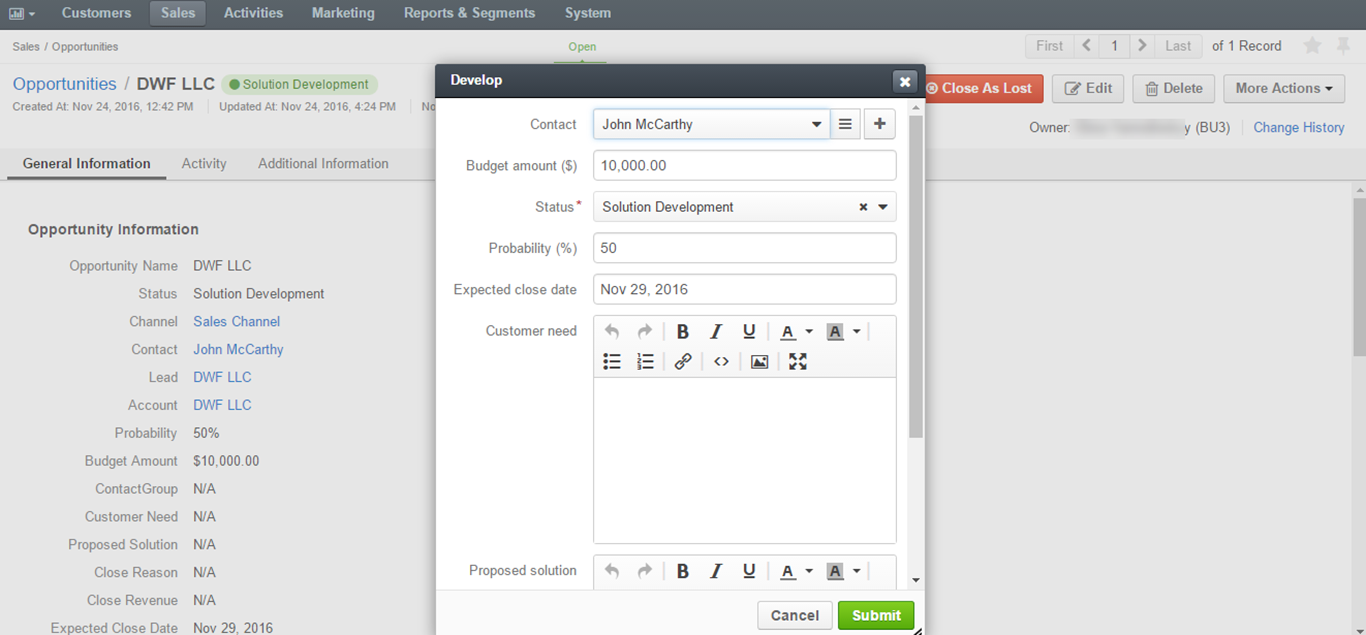 Customers Sales Activities Marketing Reports & Segments System
Sales / Opportunities Open First 1 Last of 1 Record
Opportunities / DWF LLC Solution Development Close As Lost Edit Delete More Actions
Created At: Nov 24, 2016, 12:42 PM Updated At: Nov 24, 2016, 4:24 PM No
Owner: y (BU3) Change History
General Information Activity Additional Information
Opportunity Information
Opportunity Name DWF LLC
Status Solution Development
Channel Sales Channel
Contact John McCarthy
Lead DWF LLC
Account DWF LLC
Probability 50%
Budget Amount $10,000.00
ContactGroup N/A
Customer Need N/A
Proposed Solution N/A
Close Reason N/A
Close Revenue N/A
Expected Close Date Nov 29, 2016
Develop
Contact John McCarthy
Budget amount ($) 10,000.00
Status* Solution Development
Probability (%) 50
Expected close date Nov 29, 2016
Customer need B I U A A
Proposed solution B I U A A
Cancel Submit